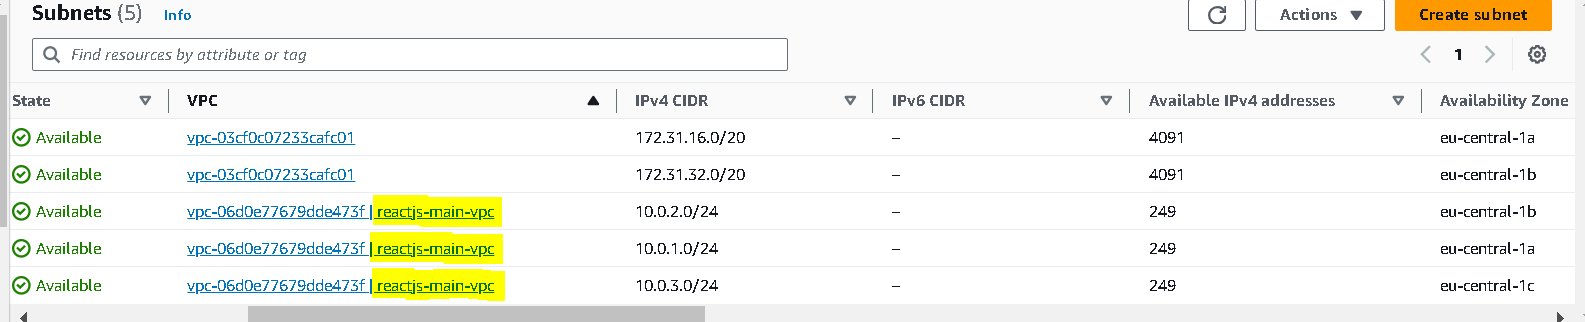 Subnets (5) Info Actions Create subnet
Find resources by attribute or tag 1
State VPC IPv4 CIDR IPv6 CIDR Available IPv4 addresses Availability Zone
Available vpc-03cf0c07233cafc01 172.31.16.0/20 – 4091 eu-central-1a
Available vpc-03cf0c07233cafc01 172.31.32.0/20 – 4091 eu-central-1b
Available vpc-06d0e77679dde473f | reactjs-main-vpc 10.0.2.0/24 – 249 eu-central-1b
Available vpc-06d0e77679dde473f | reactjs-main-vpc 10.0.1.0/24 – 249 eu-central-1a
Available vpc-06d0e77679dde473f | reactjs-main-vpc 10.0.3.0/24 – 249 eu-central-1c